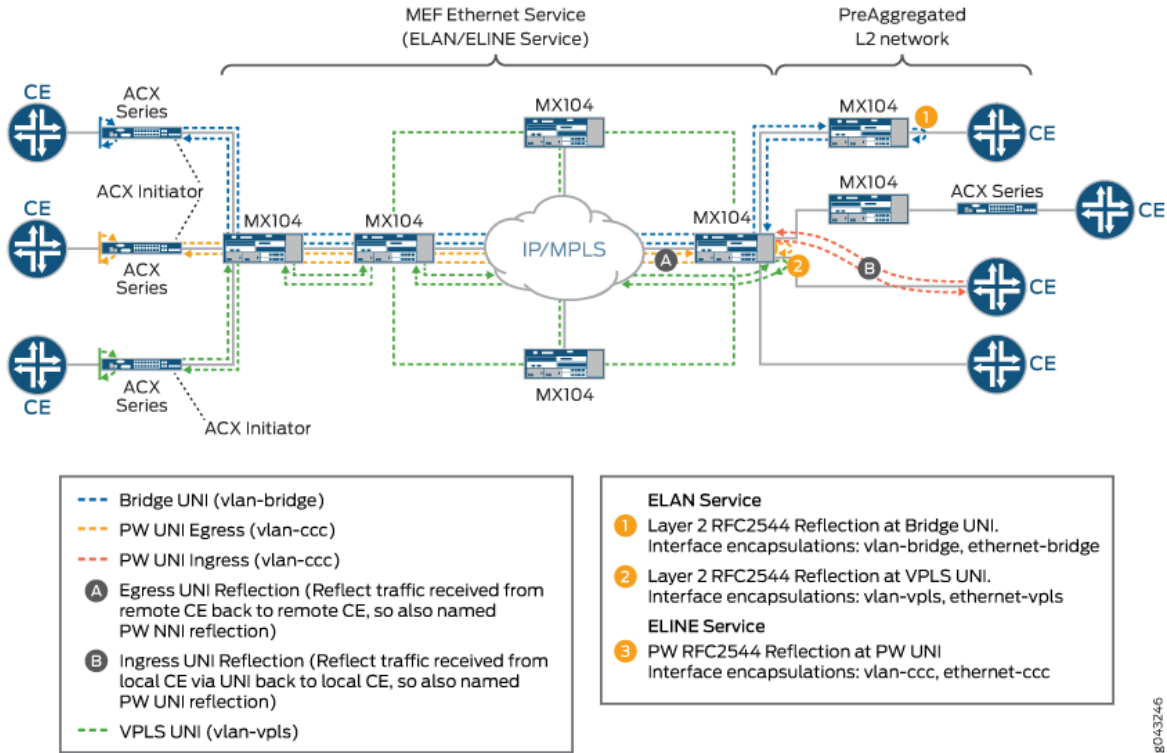 MEF Ethernet Service
(ELAN/ELINE Service)
PreAggregated
L2 network
CE
ACX
Series
MX104
MX104
1
CE
ACX Initiator
MX104
ACX Series
CE
CE
ACX
Series
MX104
MX104
IP/MPLS
MX104
A
2
B
CE
CE
ACX
Series
MX104
CE
ACX Initiator
Bridge UNI (vlan-bridge)
PW UNI Egress (vlan-ccc)
PW UNI Ingress (vlan-ccc)
A Egress UNI Reflection (Reflect traffic received from
remote CE back to remote CE, so also named
PW NNI reflection)
B Ingress UNI Reflection (Reflect traffic received from
local CE via UNI back to local CE, so also named
PW UNI reflection)
VPLS UNI (vlan-vpls)
ELAN Service
1 Layer 2 RFC2544 Reflection at Bridge UNI.
Interface encapsulations: vlan-bridge, ethernet-bridge
2 Layer 2 RFC2544 Reflection at VPLS UNI.
Interface encapsulations: vlan-vpls, ethernet-vpls
ELINE Service
3 PW RFC2544 Reflection at PW UNI
Interface encapsulations: vlan-ccc, ethernet-ccc
g043246